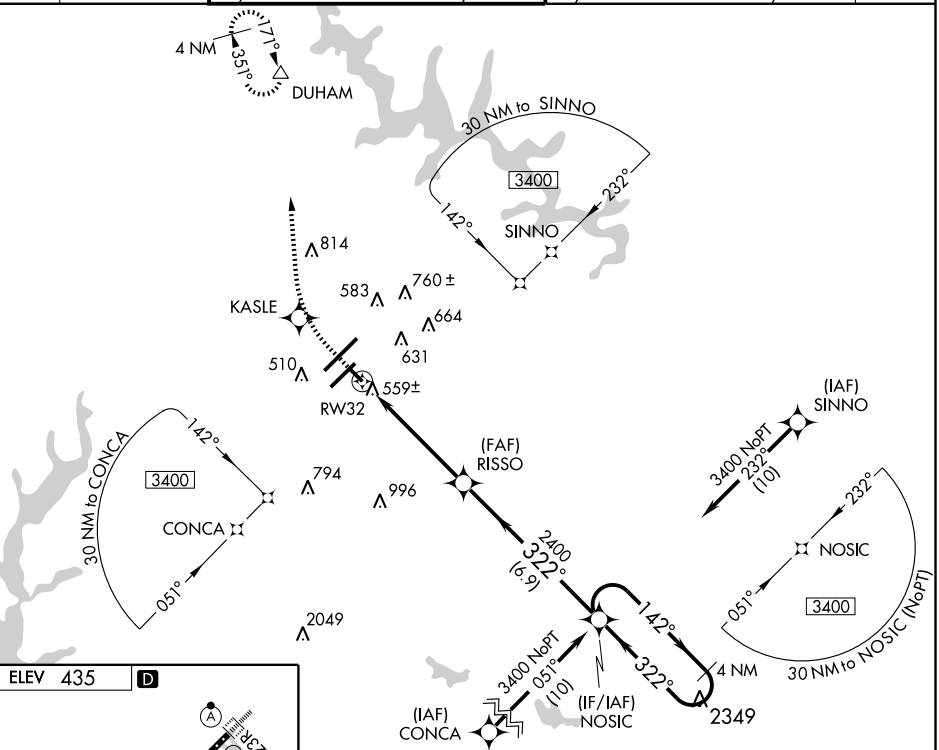 171°
4 NM
351°
DUHAM
30 NM to SINNO
3400
232°
142°
SINNO
814
583
760 ±
KASLE
664
631
510
559±
RW32
(IAF)
SINNO
3400 NoPT
232°
(10)
(FAF)
RISSO
30 NM to CONCA
142°
3400
794
996
CONCA
051°
232°
NOSIC
051°
3400
30 NM to NOSIC (NoPT)
2400
322°
(6.9)
142°
322°
4 NM
2049
2349
3400 NoPT
051°
(10)
(IF/IAF)
NOSIC
(IAF)
CONCA
ELEV 435
D
A
23R